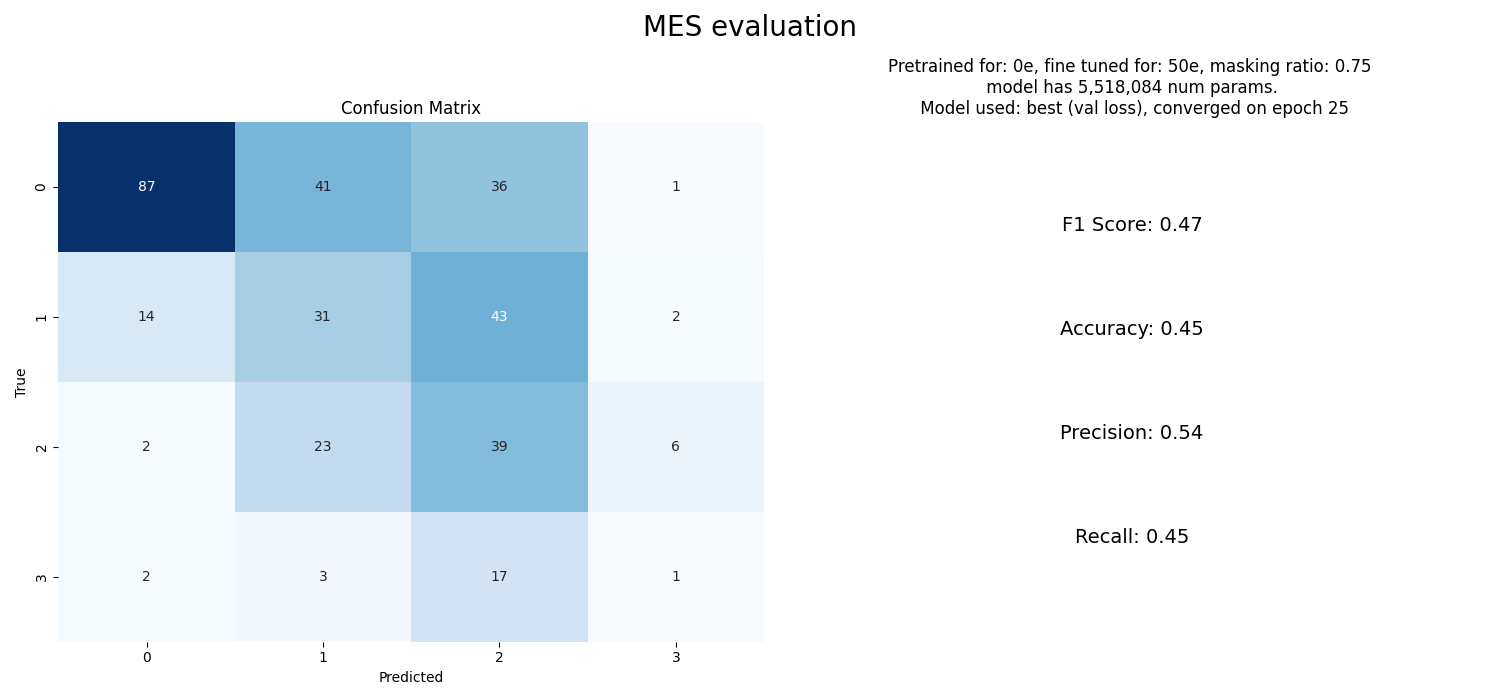 MES evaluation
Pretrained for: 0e, fine tuned for: 50e, masking ratio: 0.75
model has 5,518,084 num params.
Model used: best (val loss), converged on epoch 25
Confusion Matrix
0 87 41 36 1
1 14 31 43 2
2 2 23 39 6
3 2 3 17 1
0 1 2 3
True
Predicted
F1 Score: 0.47
Accuracy: 0.45
Precision: 0.54
Recall: 0.45